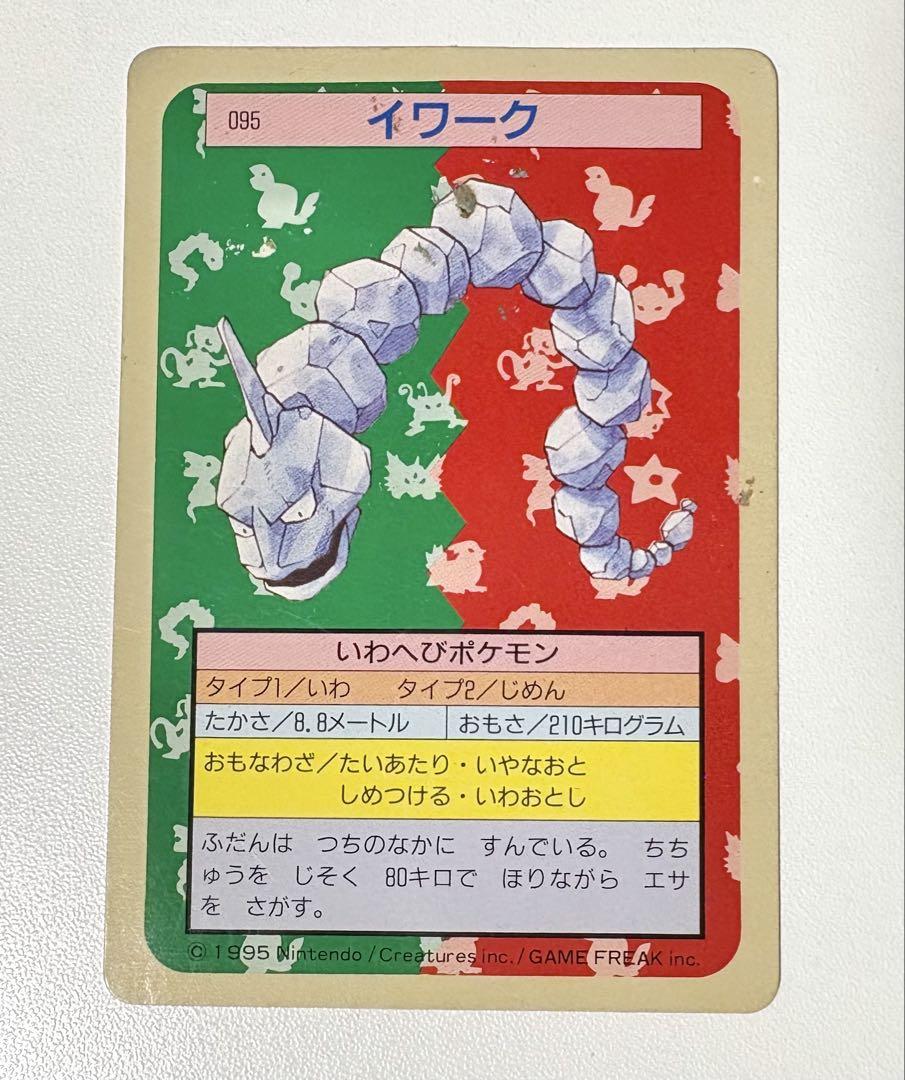 095 イワーク
いわへびポケモン
タイプ1／いわ　タイプ2／じめん
たかさ／8.8メートル　おもさ／210キログラム
おもなわざ／たいあたり・いやなおと
しめつける・いわおとし
ふだんは　つちのなかに　すんでいる。　ちち
ゅうを　じそく　80キロで　ほりながら　エサ
を　さがす。
© 1995 Nintendo / Creatures inc. / GAME FREAK inc.